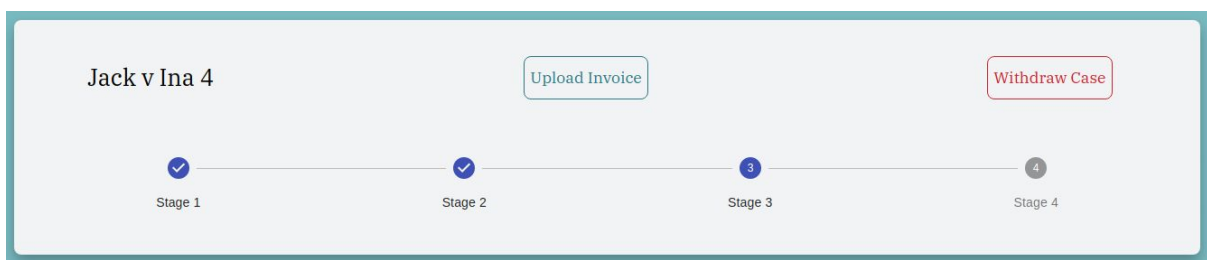 Jack v Ina 4
Upload Invoice
Withdraw Case
3
4
Stage 1
Stage 2
Stage 3
Stage 4